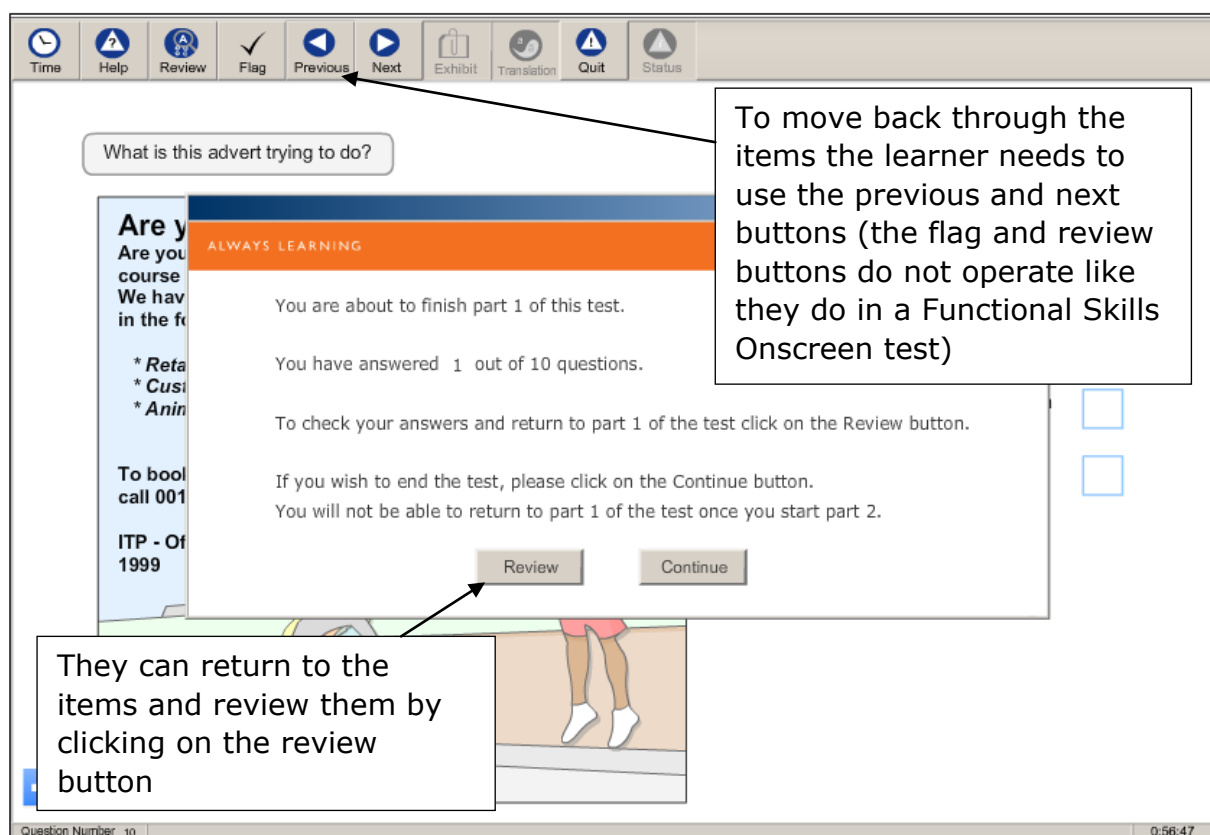 Time Help Review Flag Previous Next Exhibit Translation Quit Status
To move back through the
items the learner needs to
use the previous and next
buttons (the flag and review
buttons do not operate like
they do in a Functional Skills
Onscreen test)
What is this advert trying to do?
Are y
Are you
course
We hav
in the fo
* Reta
* Cust
* Anim
To book
call 001
ITP - Of
1999
ALWAYS LEARNING
You are about to finish part 1 of this test.
You have answered 1 out of 10 questions.
To check your answers and return to part 1 of the test click on the Review button.
If you wish to end the test, please click on the Continue button.
You will not be able to return to part 1 of the test once you start part 2.
Review Continue
They can return to the
items and review them by
clicking on the review
button
Question Number 10 0:56:47